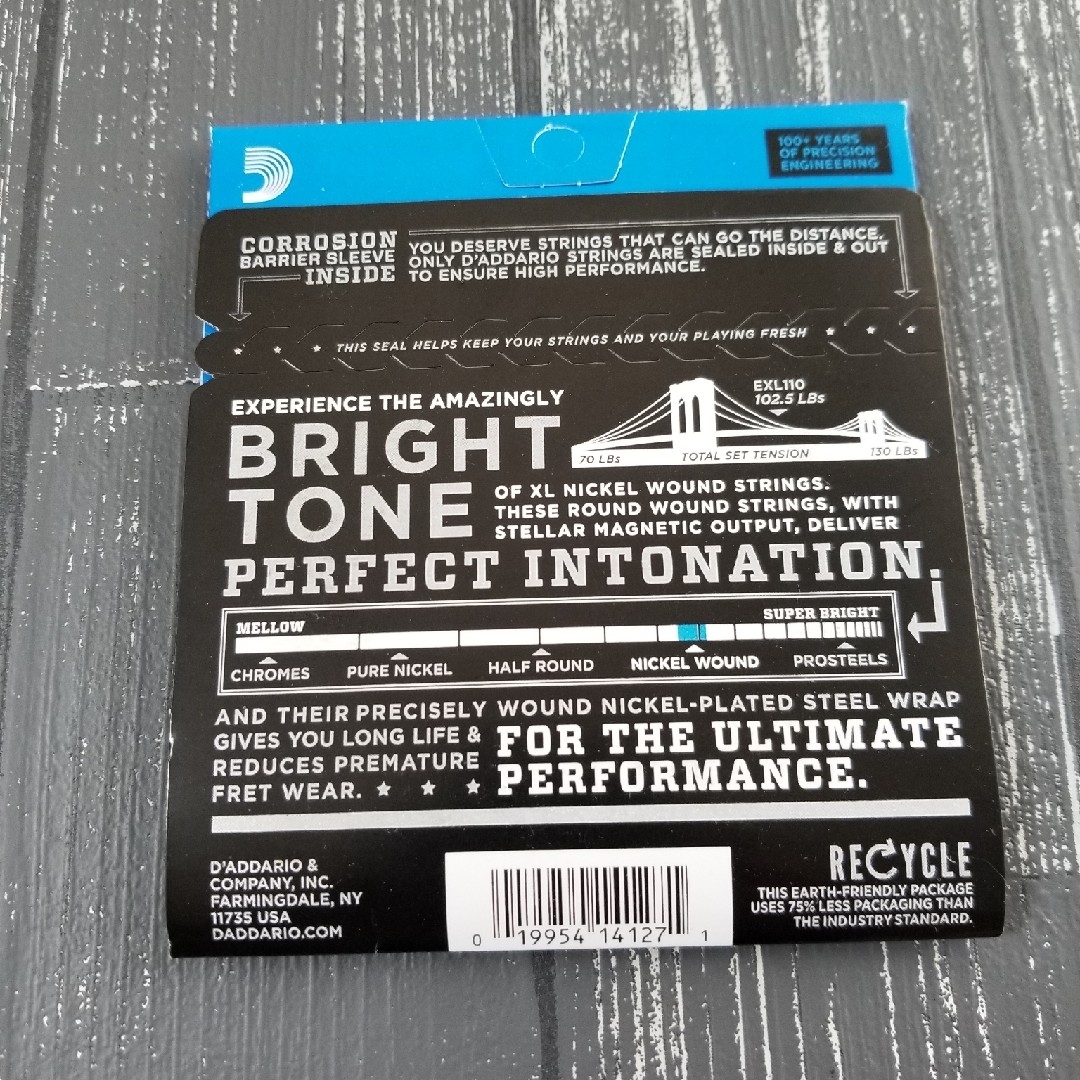 100+ YEARS
OF PRECISION
ENGINEERING
CORROSION
BARRIER SLEEVE
INSIDE
YOU DESERVE STRINGS THAT CAN GO THE DISTANCE.
ONLY D'ADDARIO STRINGS ARE SEALED INSIDE & OUT
TO ENSURE HIGH PERFORMANCE.
THIS SEAL HELPS KEEP YOUR STRINGS AND YOUR PLAYING FRESH
EXPERIENCE THE AMAZINGLY
BRIGHT
TONE
EXL110
102.5 LBs
70 LBs TOTAL SET TENSION 130 LBs
OF XL NICKEL WOUND STRINGS.
THESE ROUND WOUND STRINGS, WITH
STELLAR MAGNETIC OUTPUT, DELIVER
PERFECT INTONATION.
MELLOW SUPER BRIGHT
CHROMES PURE NICKEL HALF ROUND NICKEL WOUND PROSTEELS
AND THEIR PRECISELY WOUND NICKEL-PLATED STEEL WRAP
GIVES YOU LONG LIFE &
REDUCES PREMATURE
FRET WEAR.
FOR THE ULTIMATE
PERFORMANCE.
D'ADDARIO &
COMPANY, INC.
FARMINGDALE, NY
11735 USA
DADDARIO.COM
0 19954 14127 1
RECYCLE
THIS EARTH-FRIENDLY PACKAGE
USES 75% LESS PACKAGING THAN
THE INDUSTRY STANDARD.